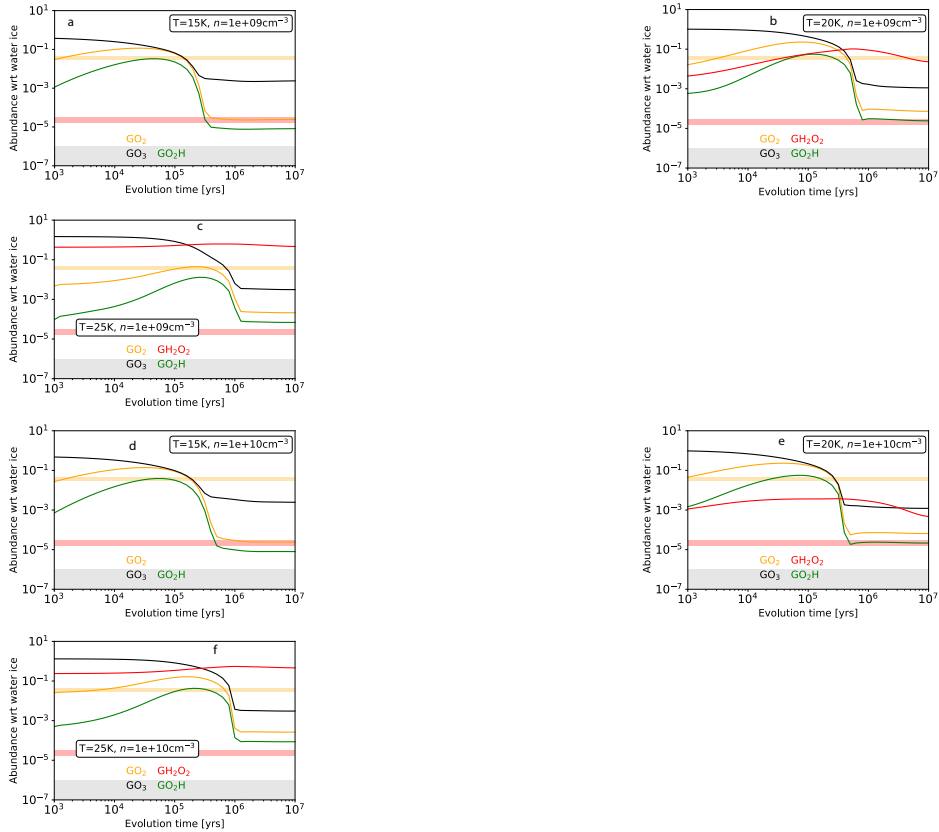 a
T=15K, n=1e+09cm⁻³
Abundance wrt water ice
10¹
10⁻¹
10⁻³
10⁻⁵
10⁻⁷
GO₂
GO₃ GO₂H
10³ 10⁴ 10⁵ 10⁶ 10⁷
Evolution time [yrs]
b
T=20K, n=1e+09cm⁻³
Abundance wrt water ice
10¹
10⁻¹
10⁻³
10⁻⁵
10⁻⁷
GO₂ GH₂O₂
GO₃ GO₂H
10³ 10⁴ 10⁵ 10⁶ 10⁷
Evolution time [yrs]
c
Abundance wrt water ice
10¹
10⁻¹
10⁻³
10⁻⁵
10⁻⁷
T=25K, n=1e+09cm⁻³
GO₂ GH₂O₂
GO₃ GO₂H
10³ 10⁴ 10⁵ 10⁶ 10⁷
Evolution time [yrs]
d
T=15K, n=1e+10cm⁻³
Abundance wrt water ice
10¹
10⁻¹
10⁻³
10⁻⁵
10⁻⁷
GO₂
GO₃ GO₂H
10³ 10⁴ 10⁵ 10⁶ 10⁷
Evolution time [yrs]
e
T=20K, n=1e+10cm⁻³
Abundance wrt water ice
10¹
10⁻¹
10⁻³
10⁻⁵
10⁻⁷
GO₂ GH₂O₂
GO₃ GO₂H
10³ 10⁴ 10⁵ 10⁶ 10⁷
Evolution time [yrs]
f
Abundance wrt water ice
10¹
10⁻¹
10⁻³
10⁻⁵
10⁻⁷
T=25K, n=1e+10cm⁻³
GO₂ GH₂O₂
GO₃ GO₂H
10³ 10⁴ 10⁵ 10⁶ 10⁷
Evolution time [yrs]